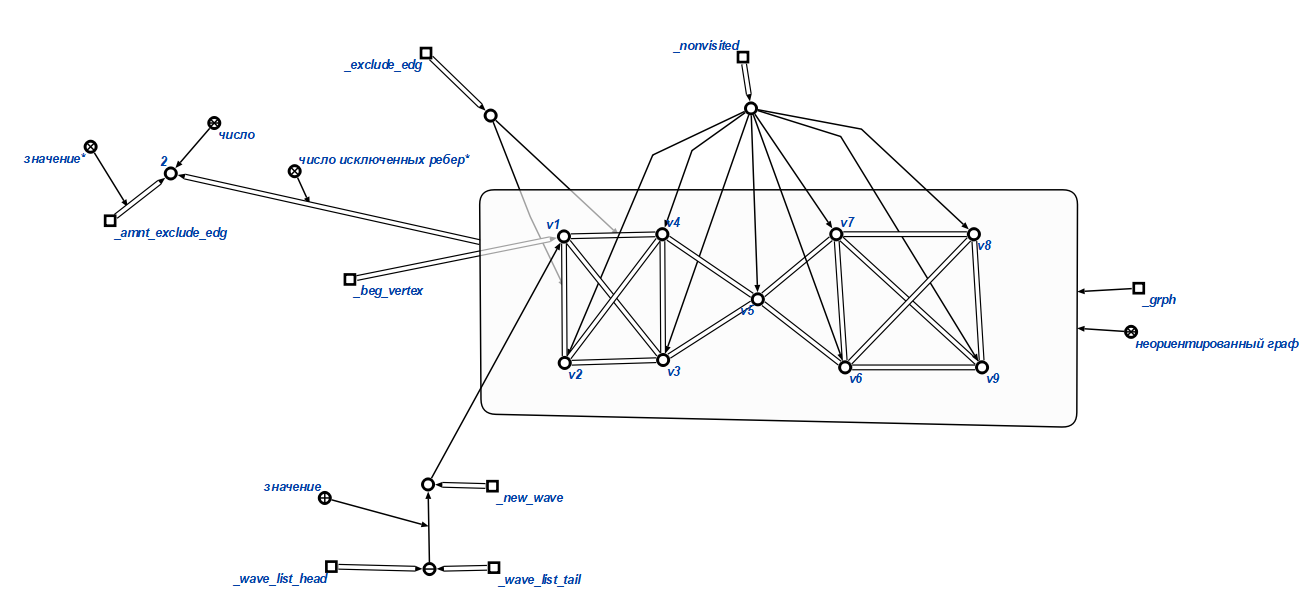 _nonvisited
_exclude_edg
число
значение*
2
число исключенных ребер*
_amnt_exclude_edg
v1
v4
v7
v8
_beg_vertex
_grph
v5
неориентированный граф
v2
v3
v6
v9
значение
_new_wave
_wave_list_head
_wave_list_tail